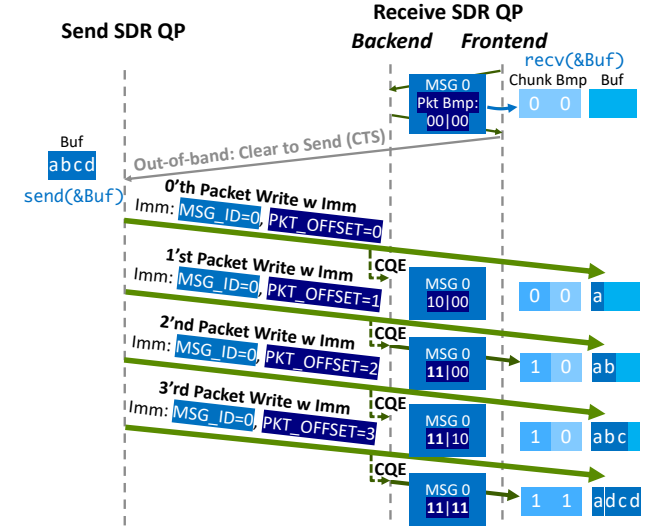 Receive SDR QP
Send SDR QP
Backend Frontend
recv(&Buf)
MSG 0
Pkt Bmp:
00|00
Chunk Bmp Buf
0 0
Out-of-band: Clear to Send (CTS)
Buf
abcd
send(&Buf)
0'th Packet Write w Imm
Imm: MSG_ID=0, PKT_OFFSET=0
CQE
MSG 0
10|00
0 0 a
1'st Packet Write w Imm
Imm: MSG_ID=0, PKT_OFFSET=1
CQE
MSG 0
11|00
1 0 ab
2'nd Packet Write w Imm
Imm: MSG_ID=0, PKT_OFFSET=2
CQE
MSG 0
11|10
1 0 abc
3'rd Packet Write w Imm
Imm: MSG_ID=0, PKT_OFFSET=3
CQE
MSG 0
11|11
1 1 adcd